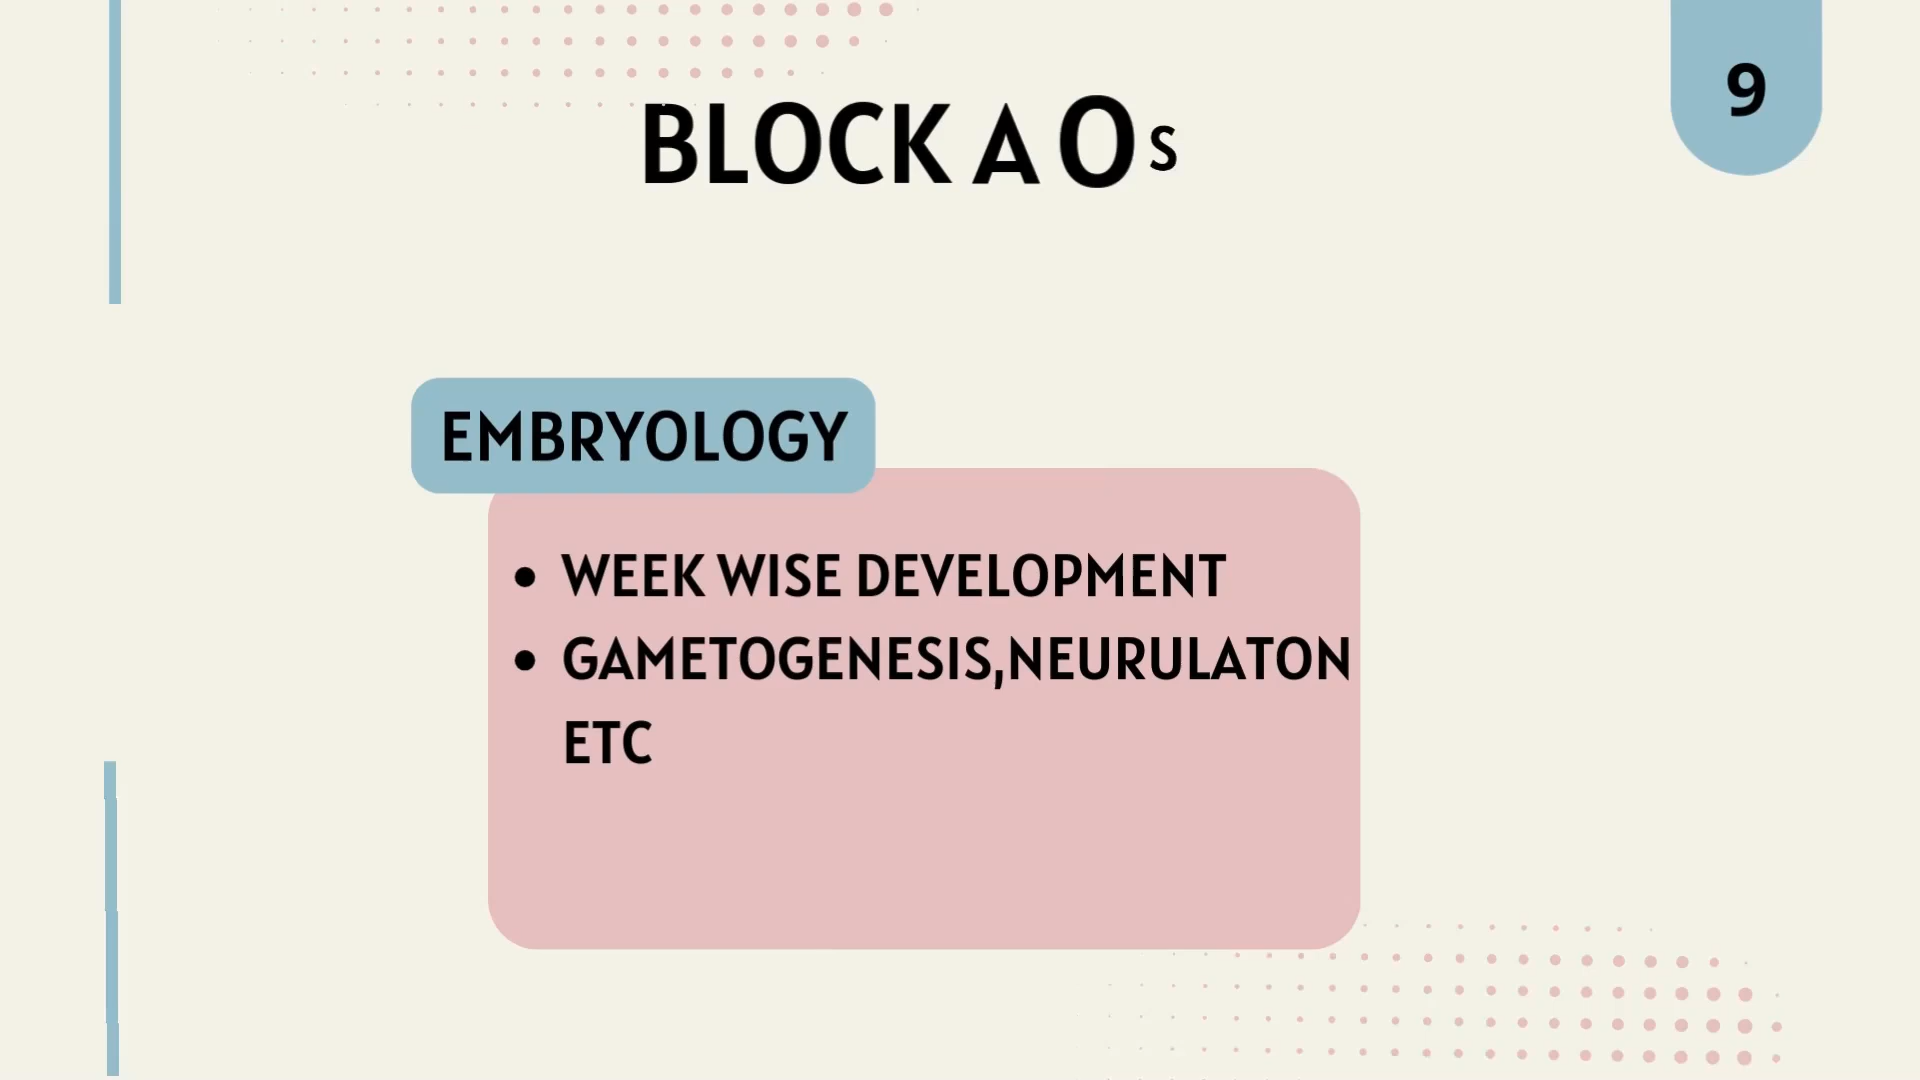 9
BLOCK A Os
EMBRYOLOGY
• WEEK WISE DEVELOPMENT
• GAMETOGENESIS,NEURULATON
ETC